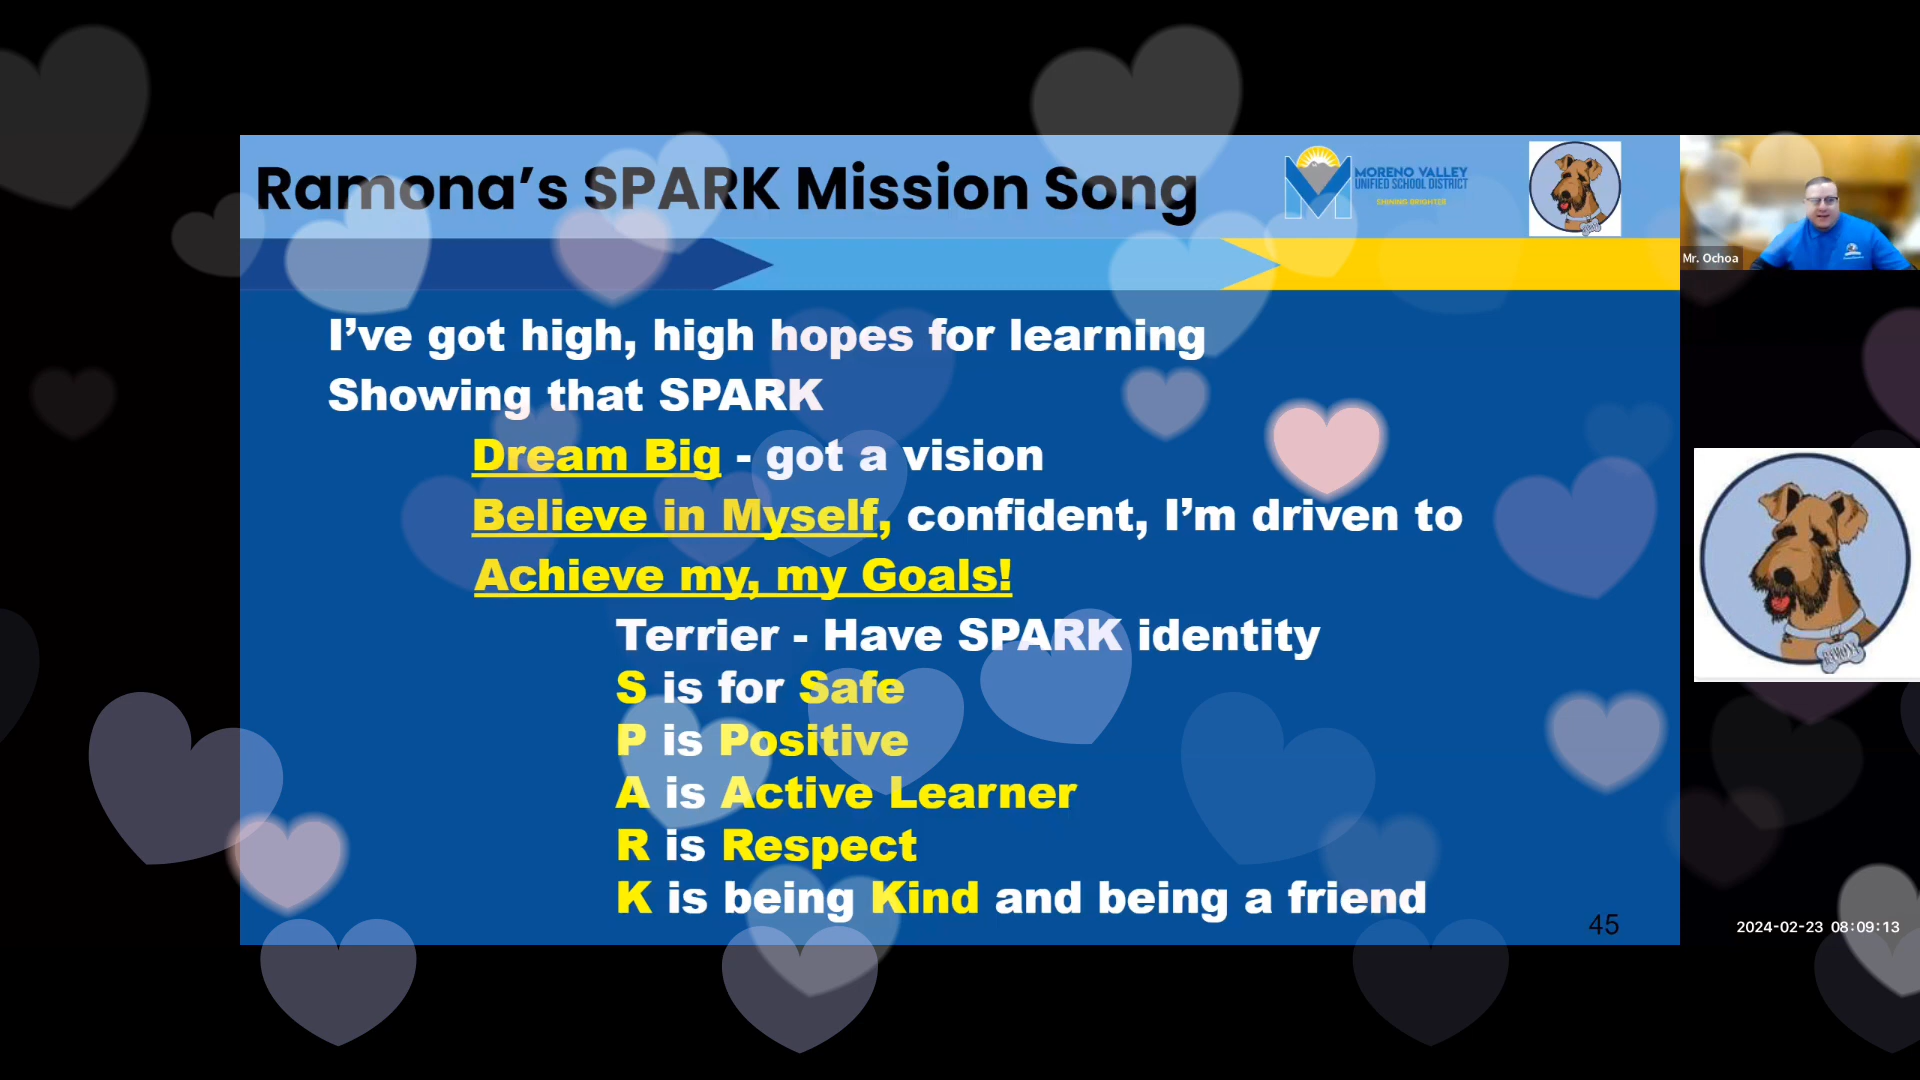 Ramona’s SPARK Mission Song
MORENO VALLEY
UNIFIED SCHOOL DISTRICT
SHINING BRIGHTER
Mr. Ochoa
I’ve got high, high hopes for learning
Showing that SPARK
Dream Big - got a vision
Believe in Myself, confident, I’m driven to
Achieve my, my Goals!
Terrier - Have SPARK identity
S is for Safe
P is Positive
A is Active Learner
R is Respect
K is being Kind and being a friend
45
RAMONA
2024-02-23 08:09:13